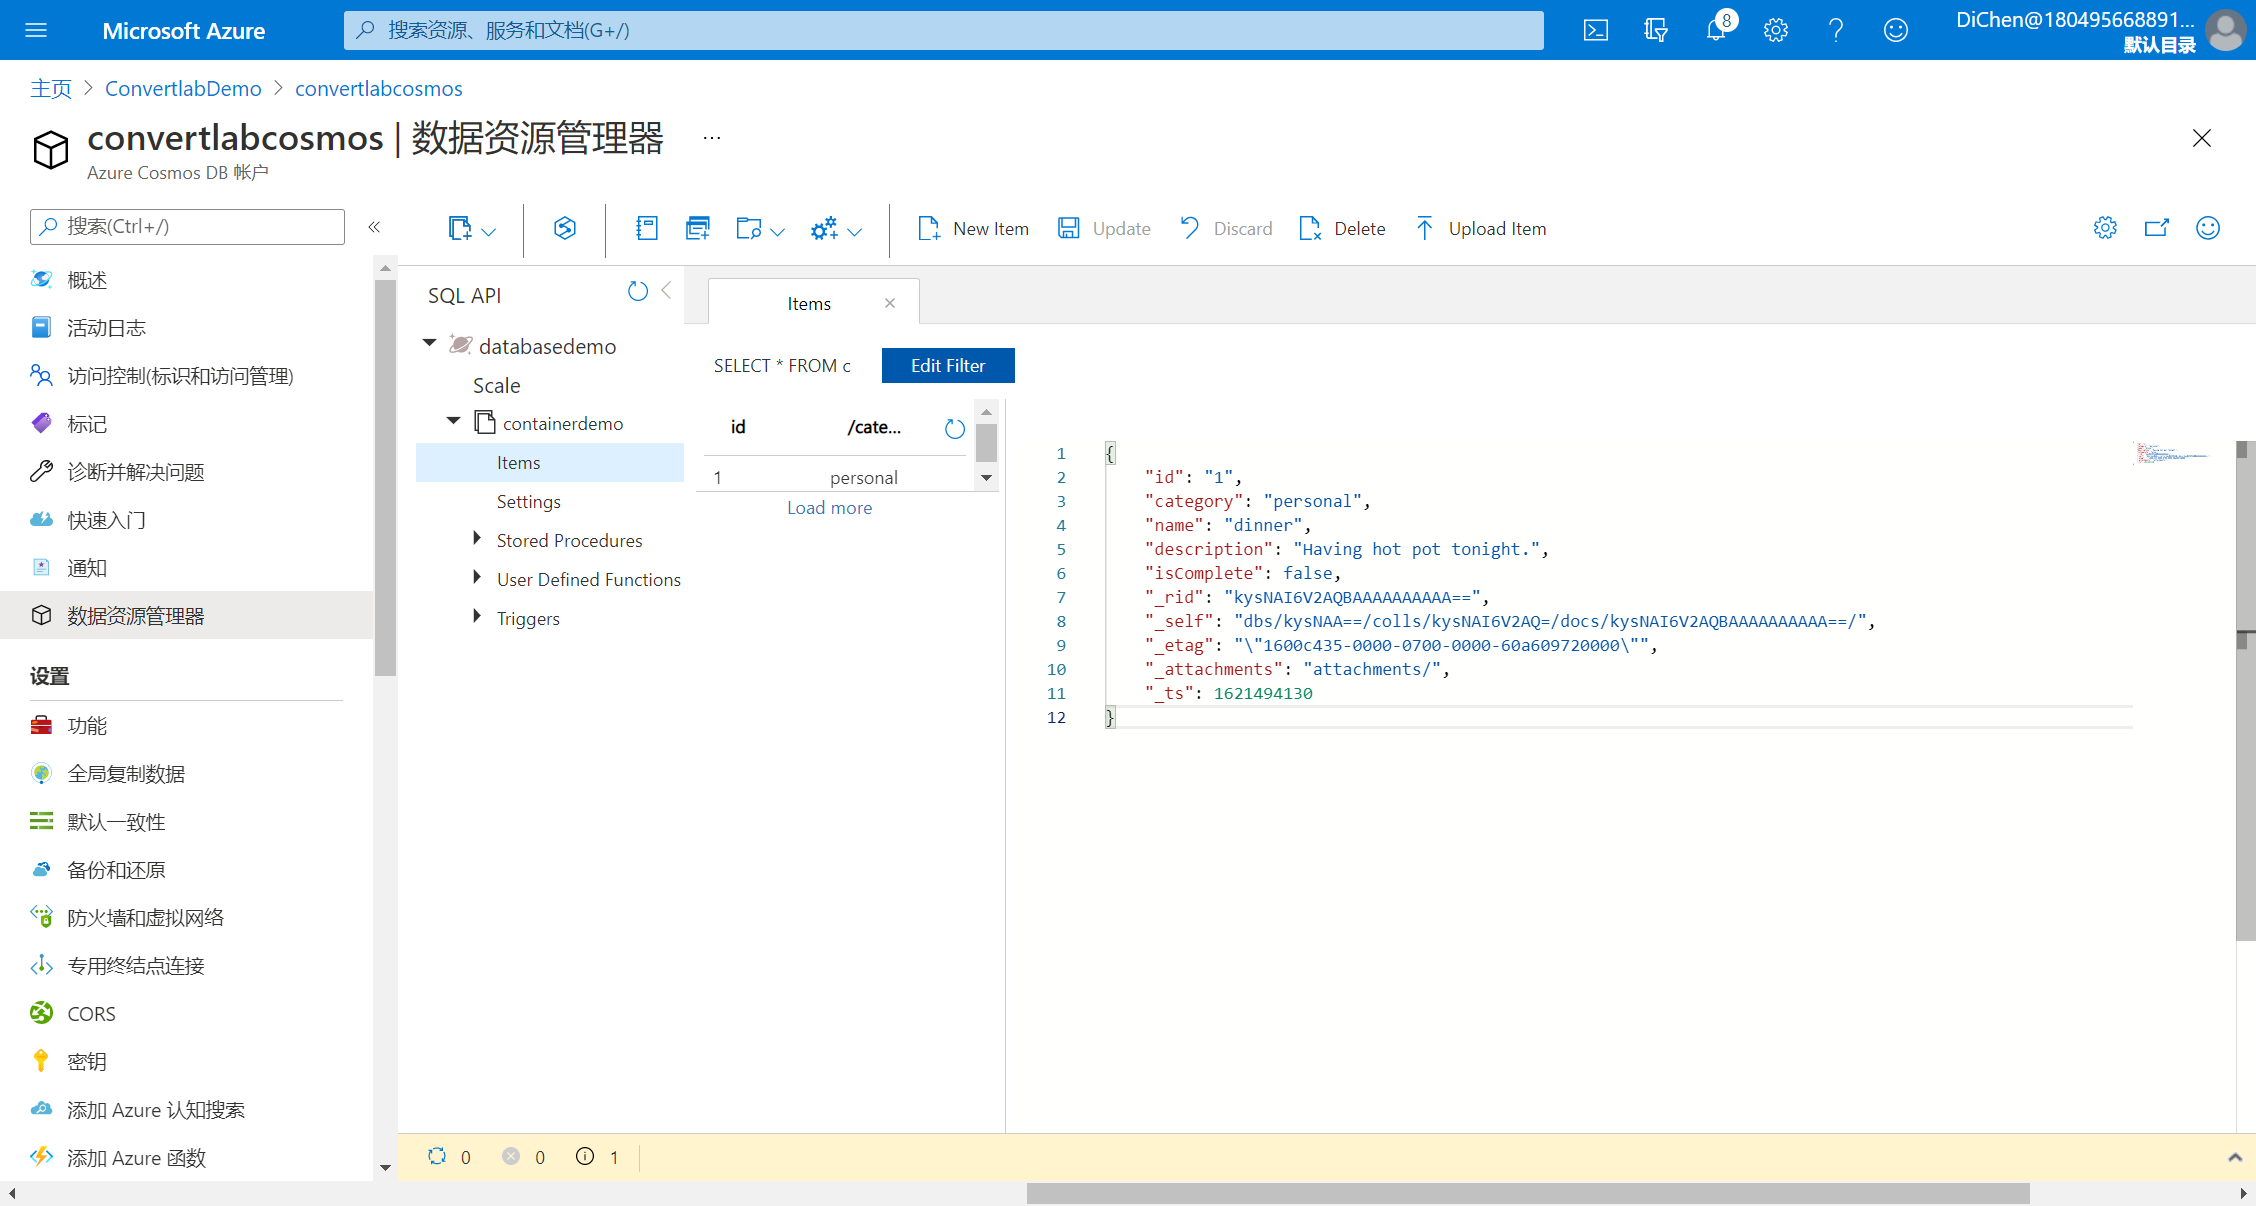 Microsoft Azure
搜索资源、服务和文档(G+/)
8
DiChen@180495668891...
默认目录
主页 > ConvertlabDemo > convertlabcosmos
convertlabcosmos | 数据资源管理器 ...
Azure Cosmos DB 帐户
搜索(Ctrl+/)
«
概述
活动日志
访问控制(标识和访问管理)
标记
诊断并解决问题
快速入门
通知
数据资源管理器
设置
功能
全局复制数据
默认一致性
备份和还原
防火墙和虚拟网络
专用终结点连接
CORS
密钥
添加 Azure 认知搜索
添加 Azure 函数
New Item
Update
Discard
Delete
Upload Item
SQL API
databasedemo
Scale
containerdemo
Items
Settings
Stored Procedures
User Defined Functions
Triggers
Items
SELECT * FROM c
Edit Filter
id /cate...
1 personal
Load more
1 {
2 "id": "1",
3 "category": "personal",
4 "name": "dinner",
5 "description": "Having hot pot tonight.",
6 "isComplete": false,
7 "_rid": "kysNAI6V2AQBAAAAAAAAAA==",
8 "_self": "dbs/kysNAA==/colls/kysNAI6V2AQ=/docs/kysNAI6V2AQBAAAAAAAAAA==/",
9 "_etag": "\"1600c435-0000-0700-0000-60a609720000\"",
10 "_attachments": "attachments/",
11 "_ts": 1621494130
12 }
0 0 1